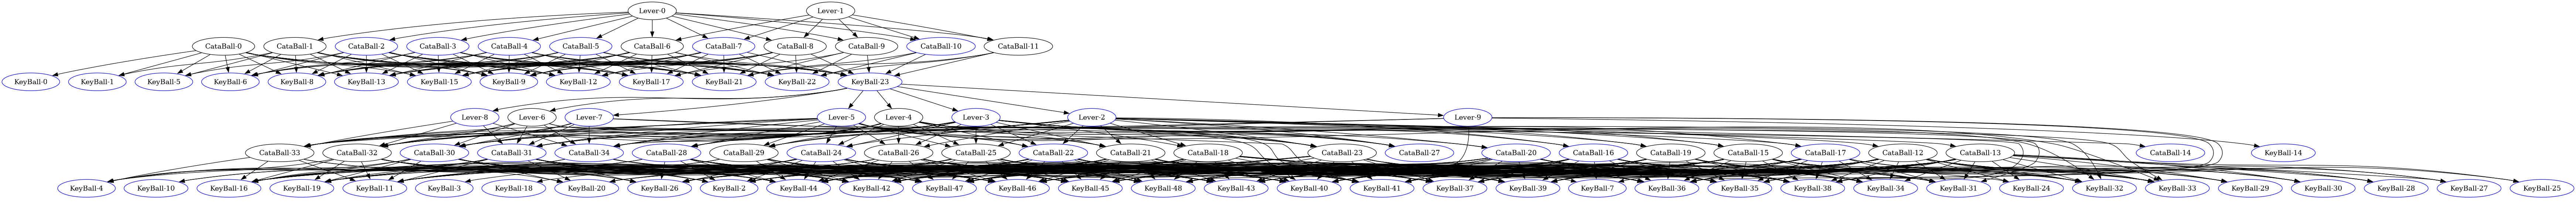 Lever-0 Lever-1
CataBall-0 CataBall-1 CataBall-2 CataBall-3 CataBall-4 CataBall-5 CataBall-6 CataBall-7 CataBall-8 CataBall-9 CataBall-10 CataBall-11
KeyBall-0 KeyBall-1 KeyBall-5 KeyBall-6 KeyBall-8 KeyBall-13 KeyBall-15 KeyBall-9 KeyBall-12 KeyBall-17 KeyBall-21 KeyBall-22 KeyBall-23
Lever-8 Lever-6 Lever-7 Lever-5 Lever-4 Lever-3 Lever-2 Lever-9
CataBall-33 CataBall-32 CataBall-30 CataBall-31 CataBall-34 CataBall-28 CataBall-29 CataBall-24 CataBall-26 CataBall-25 CataBall-22 CataBall-21 CataBall-18 CataBall-23 CataBall-27 CataBall-20 CataBall-16 CataBall-19 CataBall-15 CataBall-17 CataBall-12 CataBall-13 CataBall-14 KeyBall-14
KeyBall-4 KeyBall-10 KeyBall-16 KeyBall-19 KeyBall-11 KeyBall-3 KeyBall-18 KeyBall-20 KeyBall-26 KeyBall-2 KeyBall-44 KeyBall-42 KeyBall-47 KeyBall-46 KeyBall-45 KeyBall-48 KeyBall-43 KeyBall-40 KeyBall-41 KeyBall-37 KeyBall-39 KeyBall-7 KeyBall-36 KeyBall-35 KeyBall-38 KeyBall-34 KeyBall-31 KeyBall-24 KeyBall-32 KeyBall-33 KeyBall-29 KeyBall-30 KeyBall-28 KeyBall-27 KeyBall-25